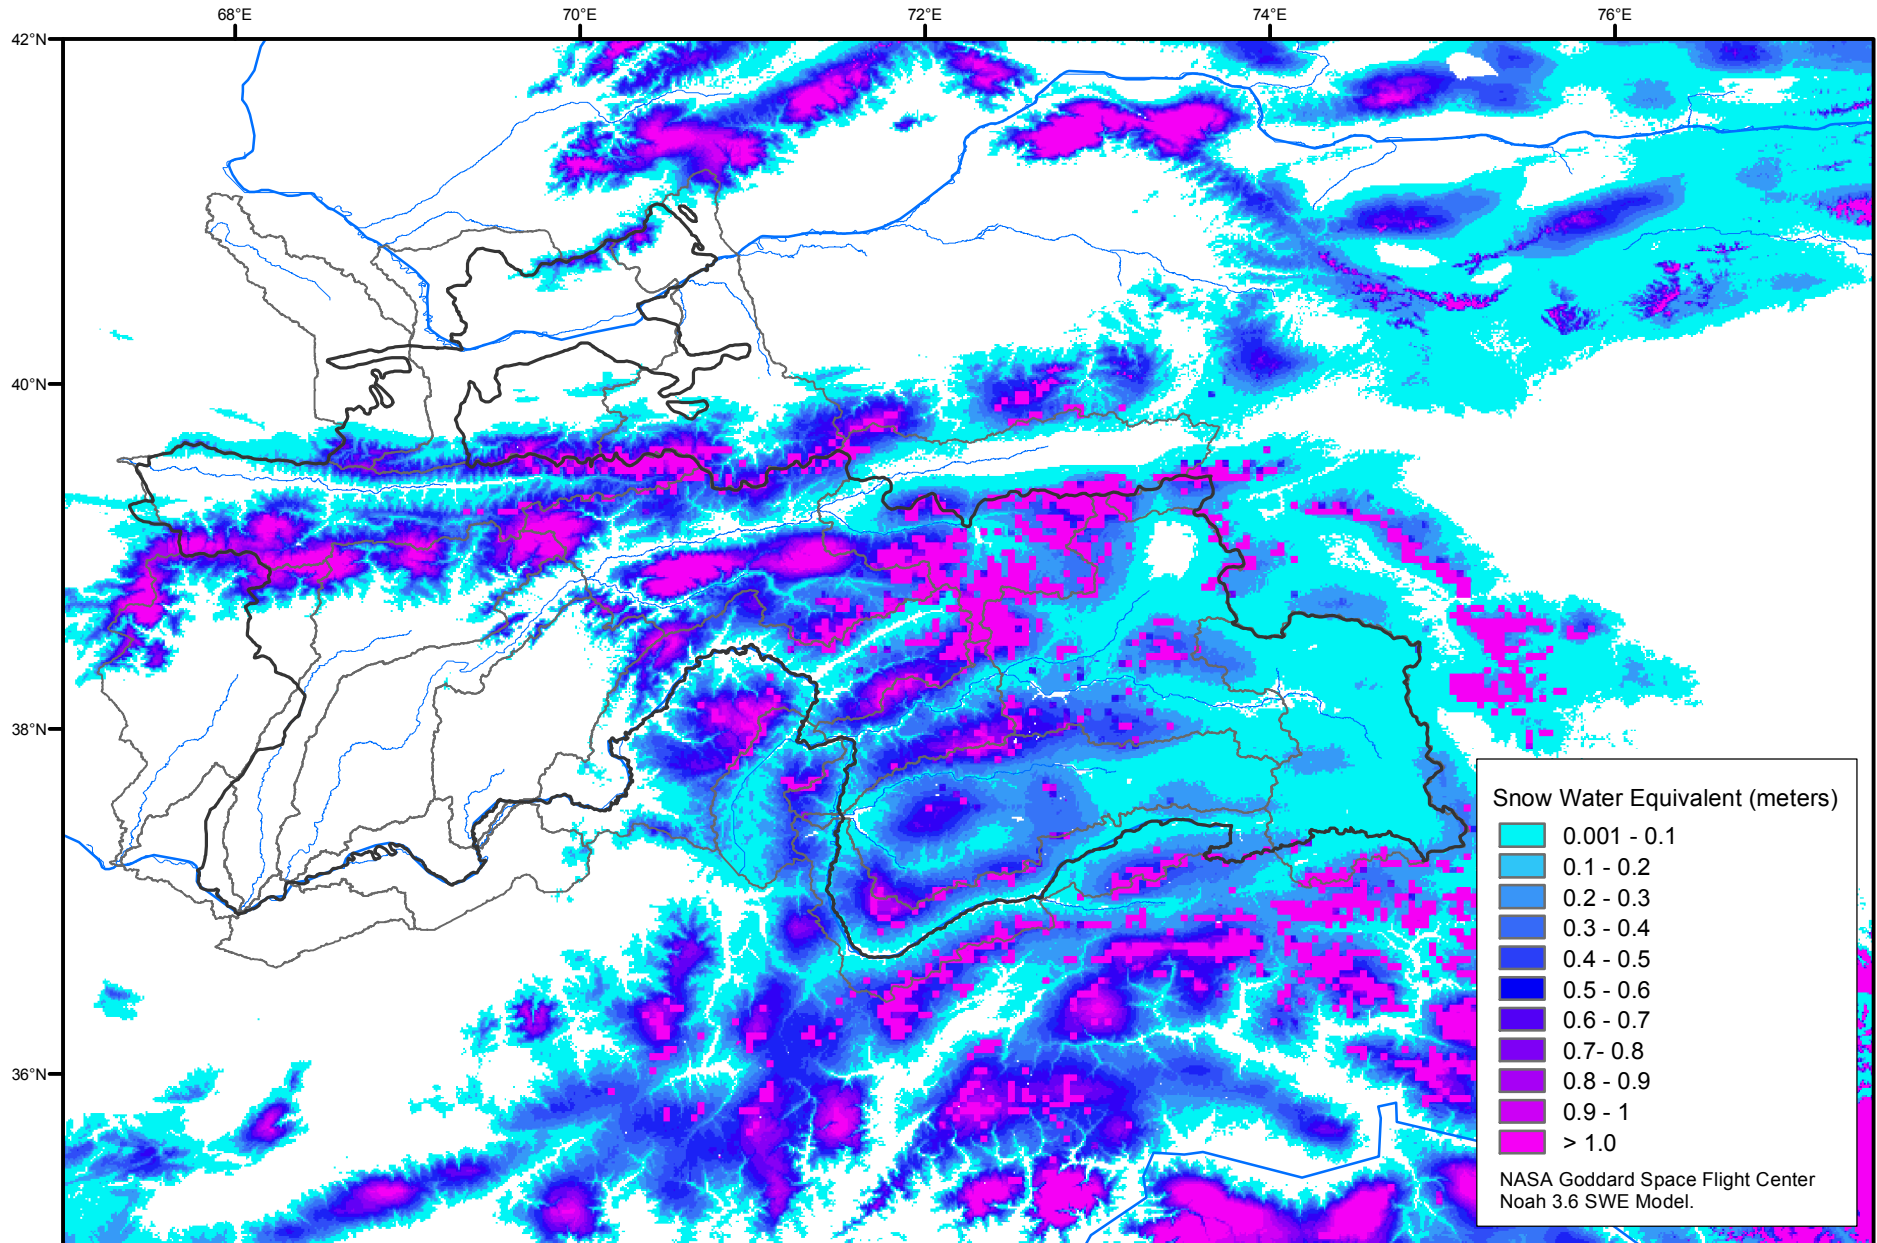 68°E 70°E 72°E 74°E 76°E
42°N
40°N
38°N
36°N
Snow Water Equivalent (meters)
0.001 - 0.1
0.1 - 0.2
0.2 - 0.3
0.3 - 0.4
0.4 - 0.5
0.5 - 0.6
0.6 - 0.7
0.7- 0.8
0.8 - 0.9
0.9 - 1
> 1.0
NASA Goddard Space Flight Center
Noah 3.6 SWE Model.